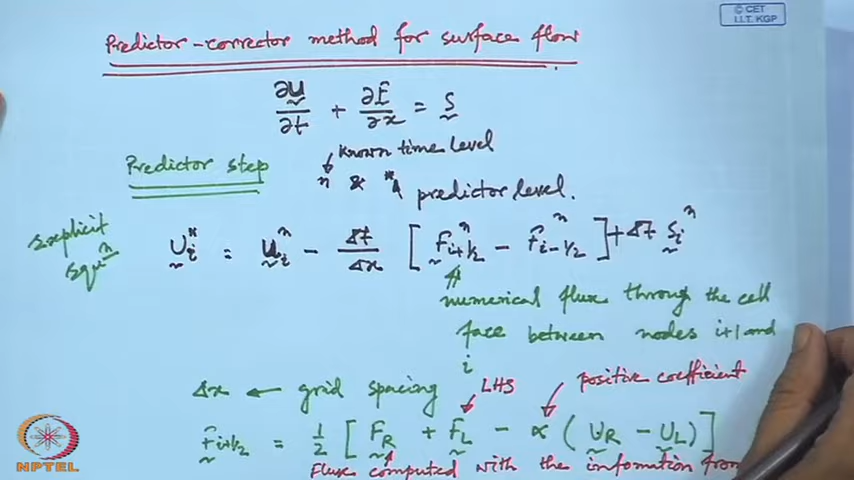 © CET
I.I.T. KGP
Predictor-corrector method for surface flow
∂U/∂t + ∂F/∂x = S
Known time level
Predictor step
n & * predictor level.
explicit
eqⁿ
U_i^* = U_i^n - Δt/Δx [F_{i+1/2}^n - F_{i-1/2}^n] + Δt S_i^n
numerical flux through the cell
face between nodes i+1 and
i
Δx ← grid spacing
LHS
positive coefficient
F_{i+1/2} = 1/2 [F_R + F_L - α (U_R - U_L)]
Flux computed with the infomation from
NPTEL